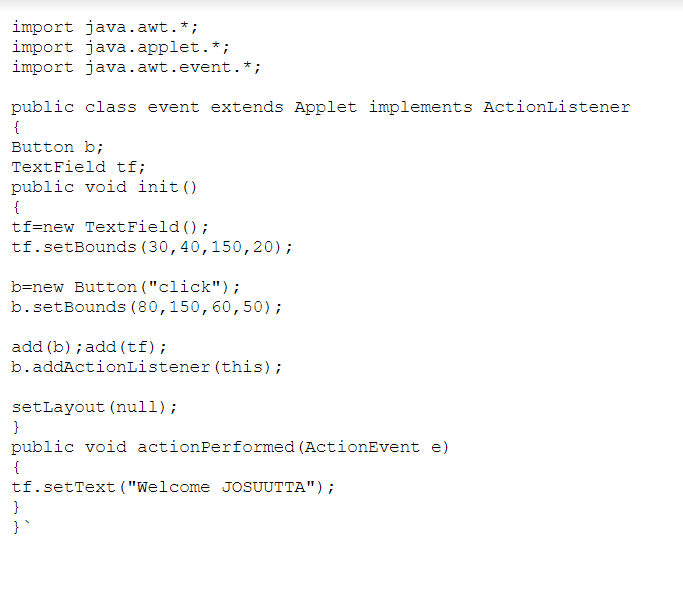 import java.awt.*;
import java.applet.*;
import java.awt.event.*;
public class event extends Applet implements ActionListener
{
Button b;
TextField tf;
public void init()
{
tf=new TextField();
tf.setBounds(30,40,150,20);
b=new Button("click");
b.setBounds(80,150,60,50);
add(b);add(tf);
b.addActionListener(this);
setLayout(null);
}
public void actionPerformed(ActionEvent e)
{
tf.setText("Welcome JOSUUTTA");
}
}`